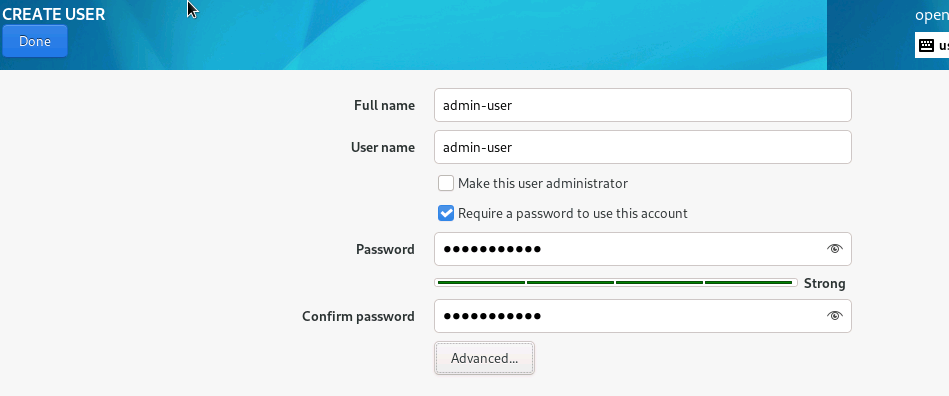 CREATE USER
open
Done
us
Full name
admin-user
User name
admin-user
Make this user administrator
Require a password to use this account
Password
●●●●●●●●●●●
Strong
Confirm password
●●●●●●●●●●●
Advanced...